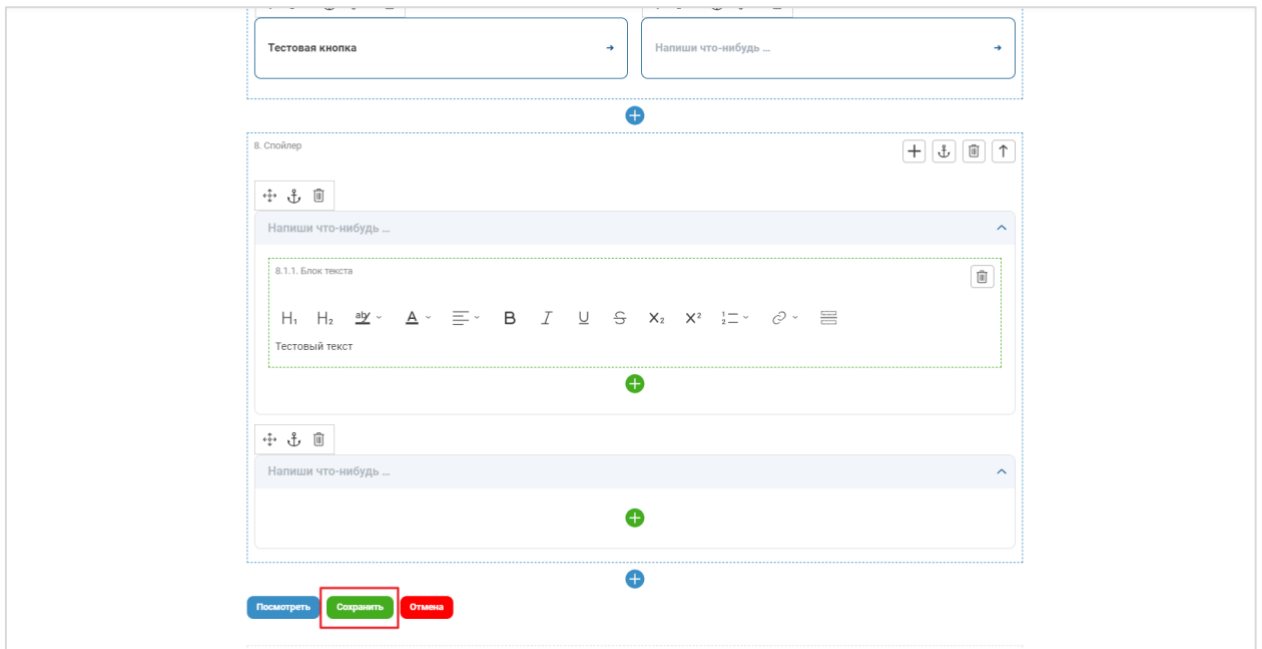 Тестовая кнопка
Напиши что-нибудь ...
8. Спойлер
Напиши что-нибудь ...
8.1.1. Блок текста
H₁ H₂ aby A B I U S X₂ X²
Тестовый текст
Напиши что-нибудь ...
Посмотреть Сохранить Отмена